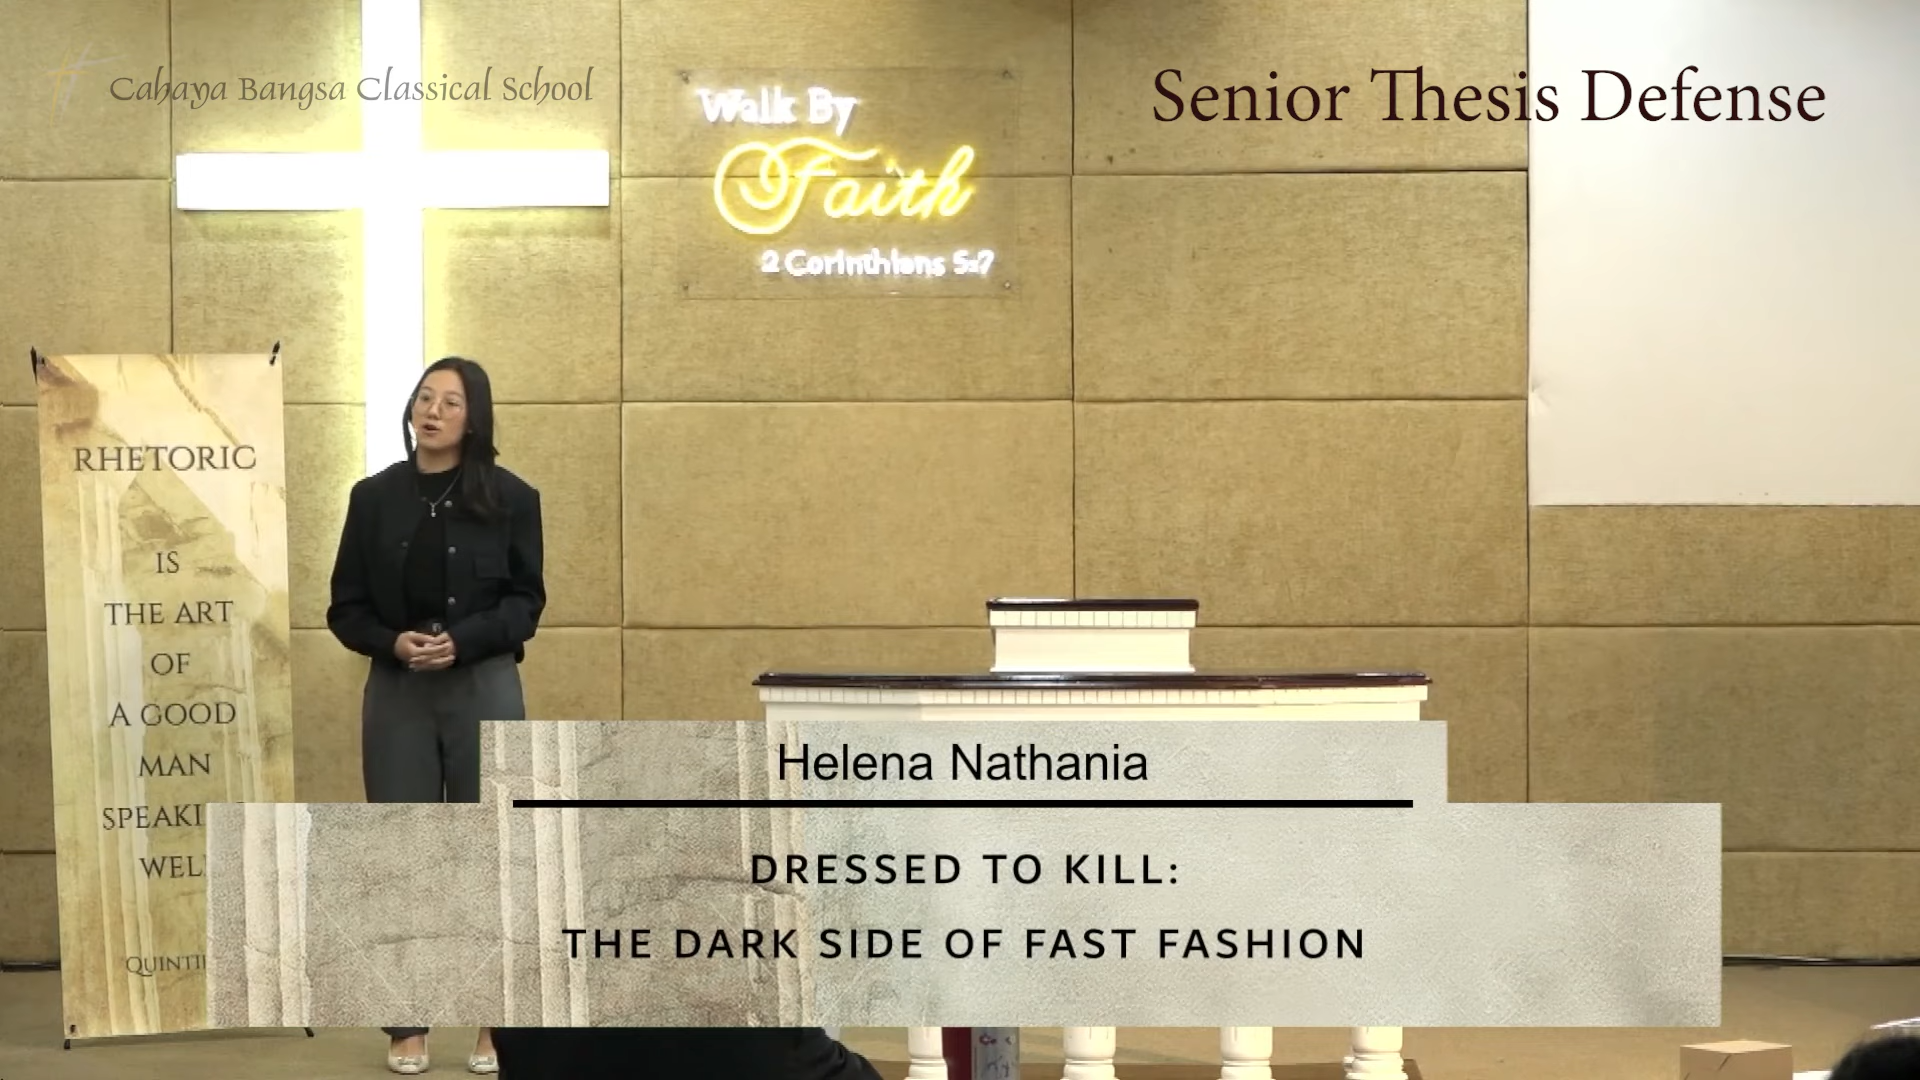 Cahaya Bangsa Classical School
Senior Thesis Defense
Walk By
Faith
2 Corinthians 5:7
RHETORIC
IS
THE ART
OF
A GOOD
MAN
Helena Nathania
DRESSED TO KILL:
THE DARK SIDE OF FAST FASHION